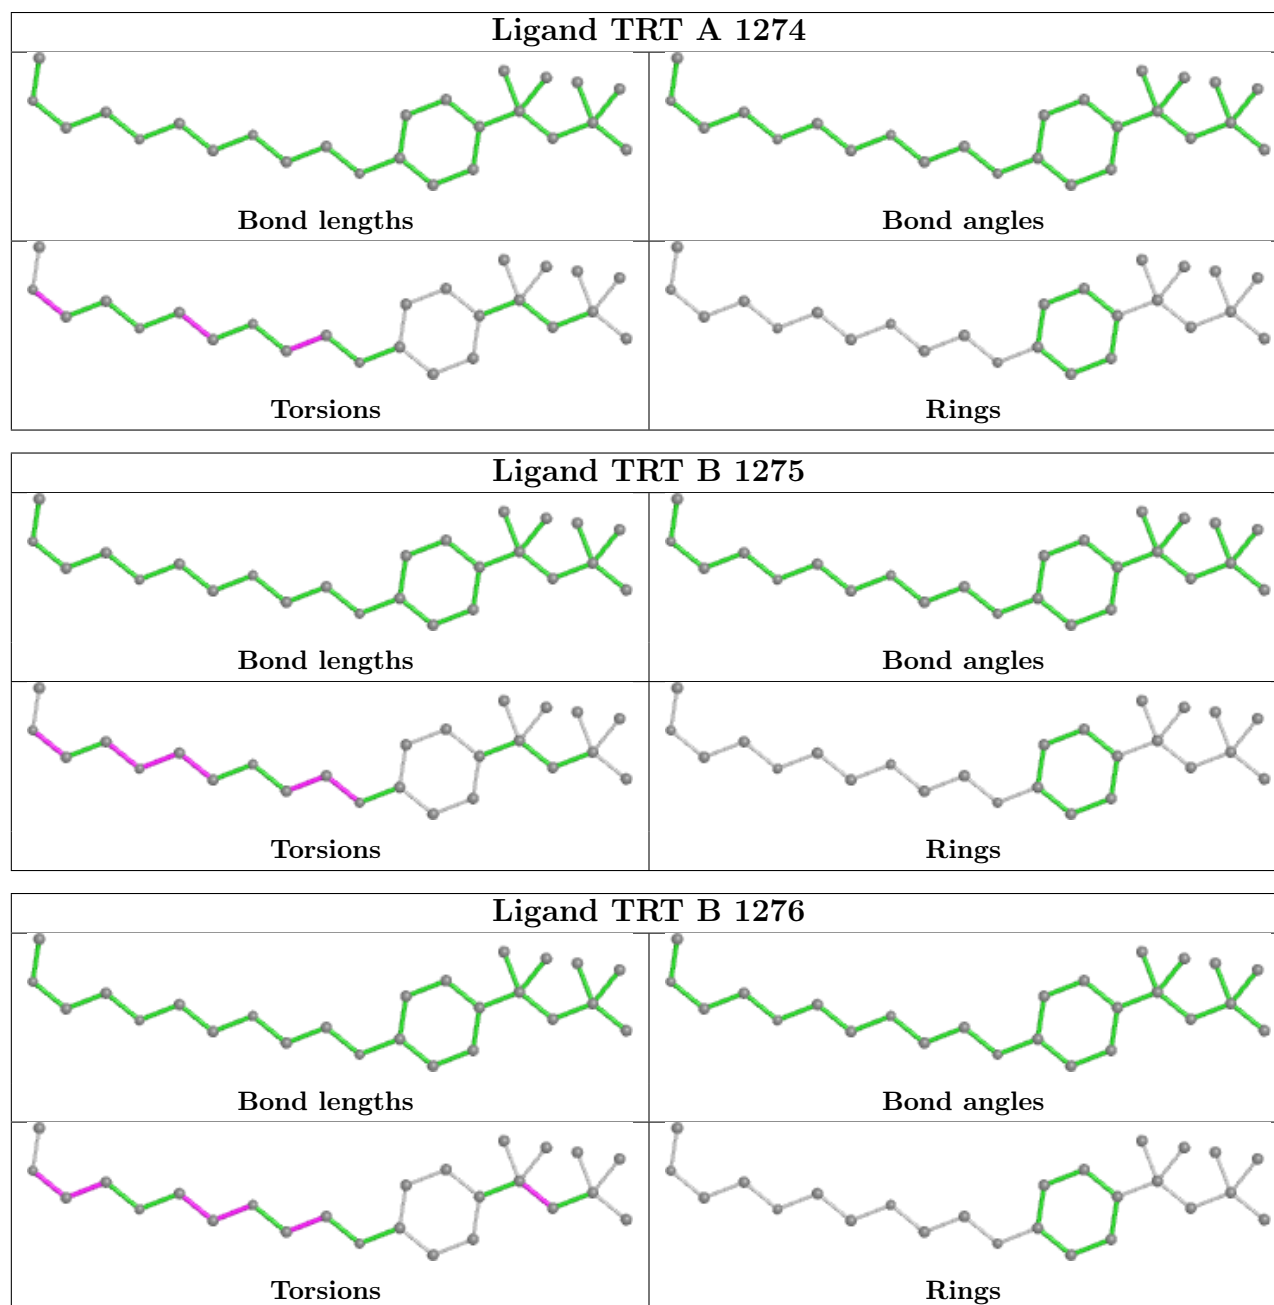 Ligand TRT A 1274
Bond lengths
Bond angles
Torsions
Rings
Ligand TRT B 1275
Bond lengths
Bond angles
Torsions
Rings
Ligand TRT B 1276
Bond lengths
Bond angles
Torsions
Rings